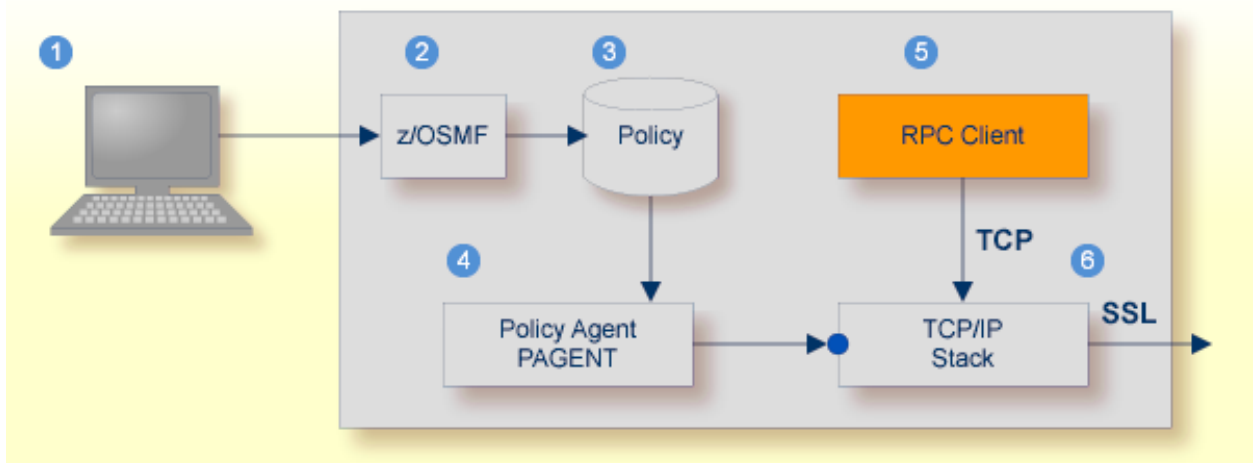 1
2
3
5
z/OSMF
Policy
RPC Client
TCP
4
6
Policy Agent
PAGENT
TCP/IP
Stack
SSL